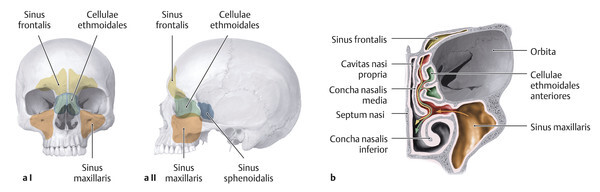 Sinus
frontalis
Cellulae
ethmoidales
Sinus
maxillaris
a I
Sinus
frontalis
Cellulae
ethmoidales
Sinus
maxillaris
Sinus
sphenoidalis
a II
Sinus frontalis
Cavitas nasi
propria
Concha nasalis
media
Septum nasi
Concha nasalis
inferior
Orbita
Cellulae
ethmoidales
anteriores
Sinus maxillaris
b